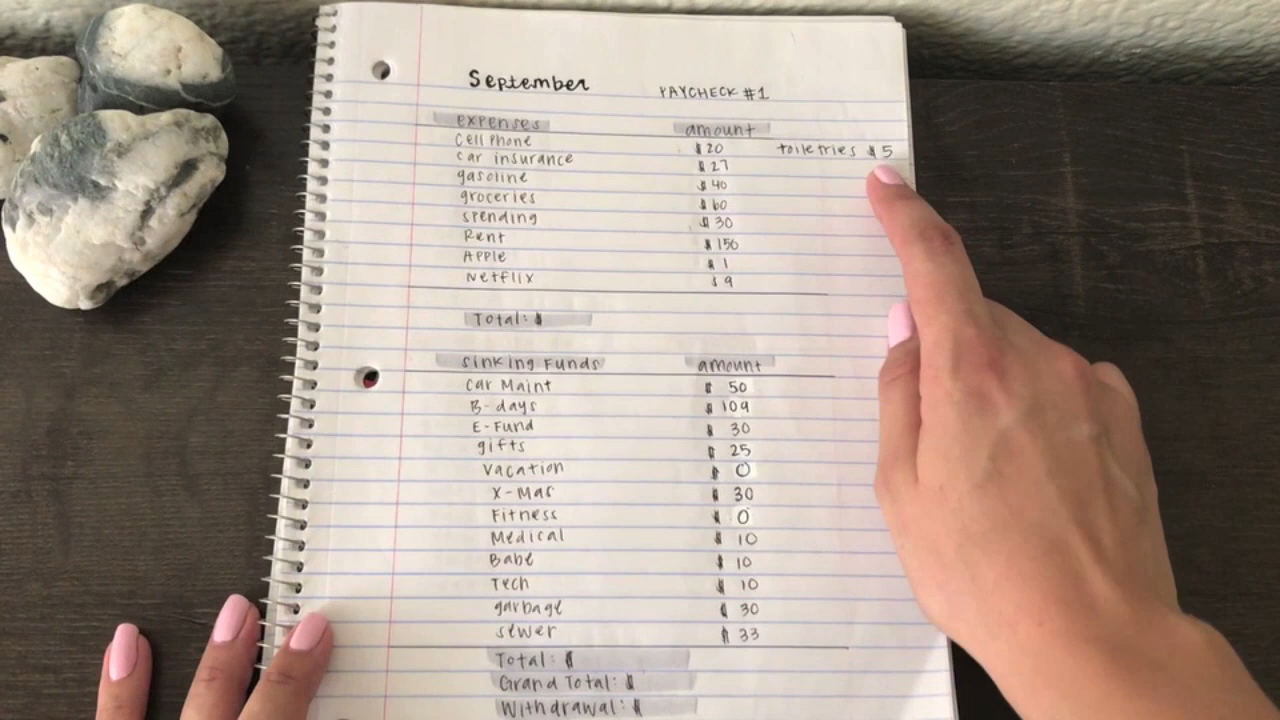 September PAYCHECK #1
expenses amount
Cell Phone $20 toiletries $5
car insurance $27
gasoline $40
groceries $60
spending $30
Rent $150
Apple $1
Netflix $9
Total: $
sinking Funds amount
Car Maint $ 50
B-days $ 109
E-Fund $ 30
gifts $ 25
vacation $ 0
X-Mas $ 30
Fitness $ 0
Medical $ 10
Babe $ 10
Tech $ 10
garbage $ 30
sewer $ 33
Total: $
Grand Total: $
Withdrawal: $